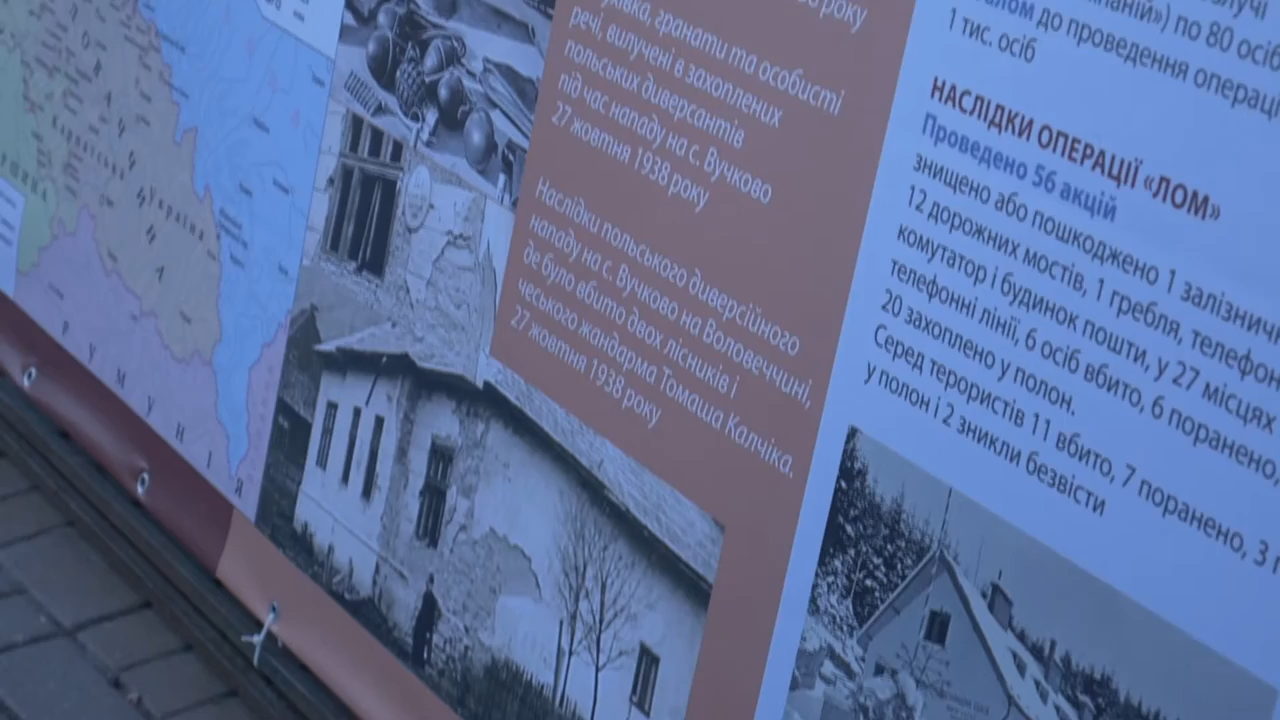 року
гранати та особисті
речі, вилучені в захоплених
польських диверсантів
під час нападу на с. Вучково
27 жовтня 1938 року
Наслідки польського диверсійного
нападу на с. Вучково на Воловеччині,
де було вбито двох лісників і
чеського жандарма Томаша Калчіка.
27 жовтня 1938 року
по 80 осіб
до проведення операції
1 тис. осіб
НАСЛІДКИ ОПЕРАЦІЇ «ЛОМ»
Проведено 56 акцій
знищено або пошкоджено 1 залізнич
12 дорожних мостів, 1 гребля, телефон
комутатор і будинок пошти, у 27 місцях
телефонні лінії, 6 осіб вбито, 6 поранено,
20 захоплено у полон.
Серед терористів 11 вбито, 7 поранено, 3
у полон і 2 зникли безвісти
Україна
Р У М У Н І Я